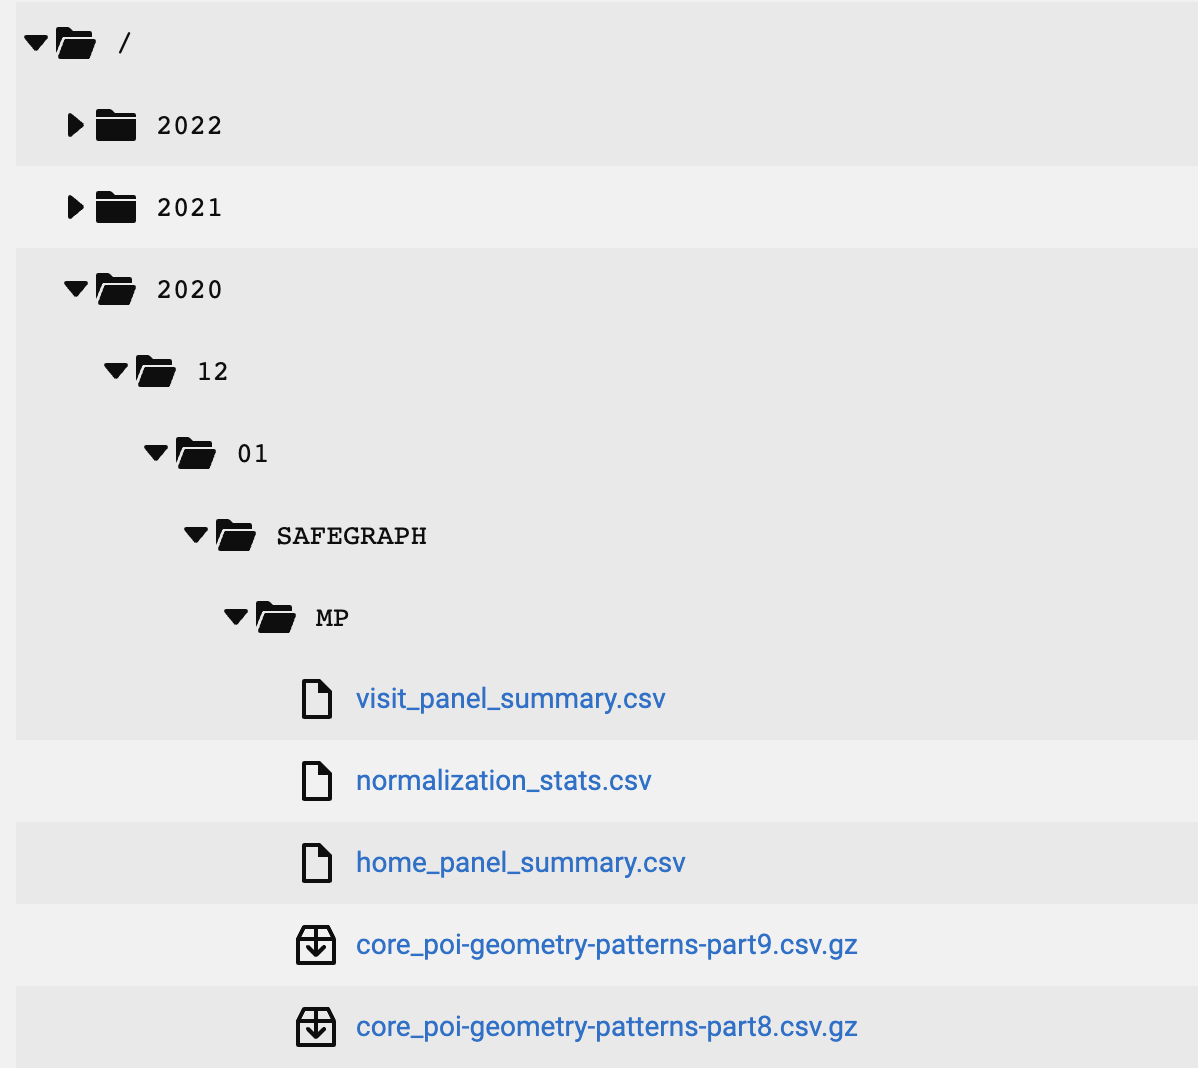 /
2022
2021
2020
12
01
SAFEGRAPH
MP
visit_panel_summary.csv
normalization_stats.csv
home_panel_summary.csv
core_poi-geometry-patterns-part9.csv.gz
core_poi-geometry-patterns-part8.csv.gz